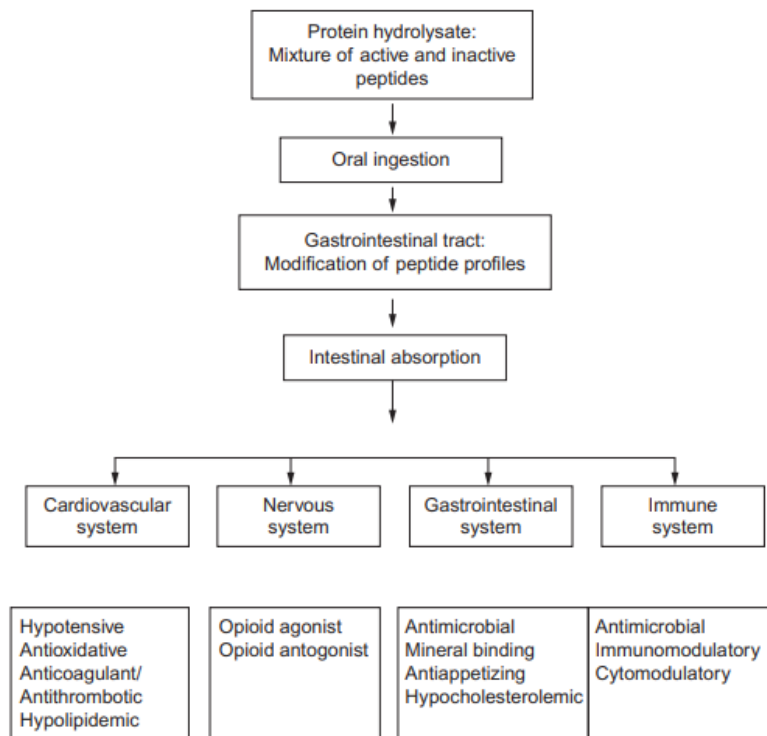 Protein hydrolysate:
Mixture of active and inactive
peptides
Oral ingestion
Gastrointestinal tract:
Modification of peptide profiles
Intestinal absorption
Cardiovascular
system
Nervous
system
Gastrointestinal
system
Immune
system
Hypotensive
Antioxidative
Anticoagulant/
Antithrombotic
Hypolipidemic
Opioid agonist
Opioid antogonist
Antimicrobial
Mineral binding
Antiappetizing
Hypocholesterolemic
Antimicrobial
Immunomodulatory
Cytomodulatory